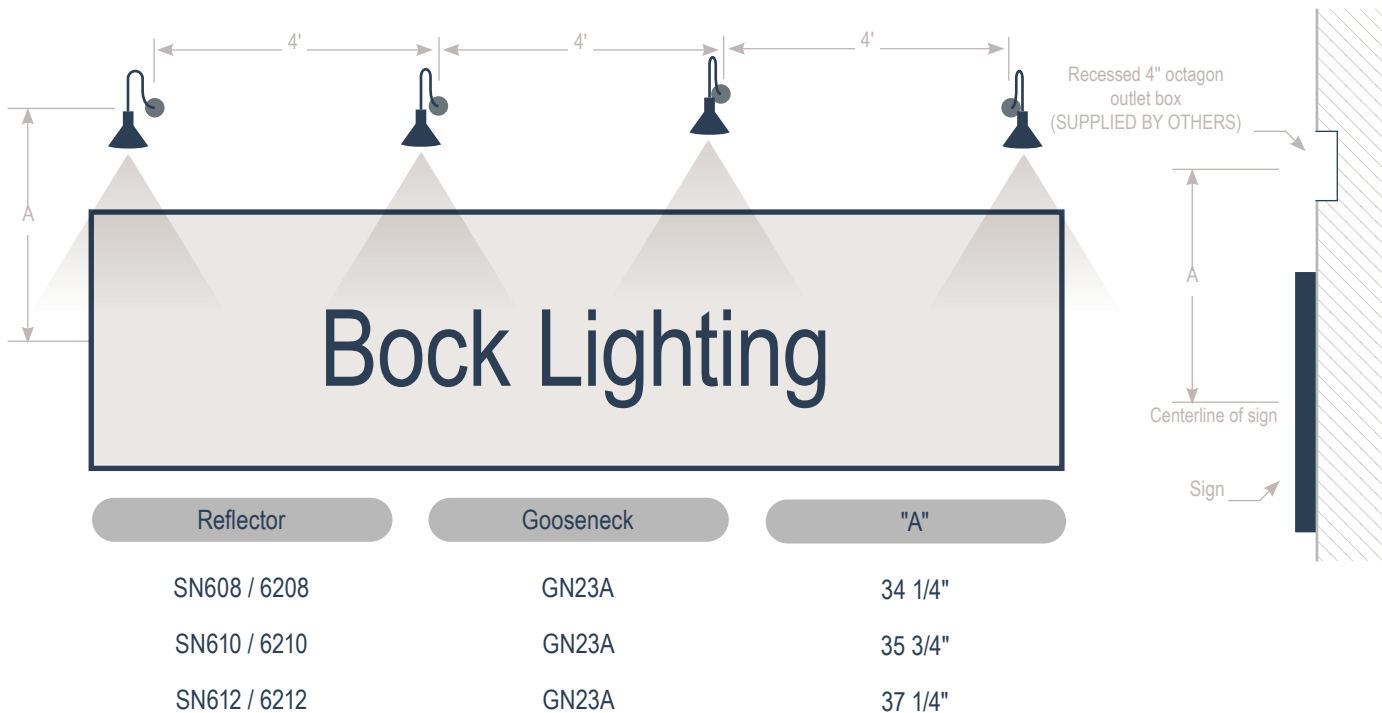 4' 4' 4'
Recessed 4" octagon
outlet box
(SUPPLIED BY OTHERS)
A
A
Bock Lighting
Centerline of sign
Sign
Reflector Gooseneck "A"
SN608 / 6208 GN23A 34 1/4"
SN610 / 6210 GN23A 35 3/4"
SN612 / 6212 GN23A 37 1/4"